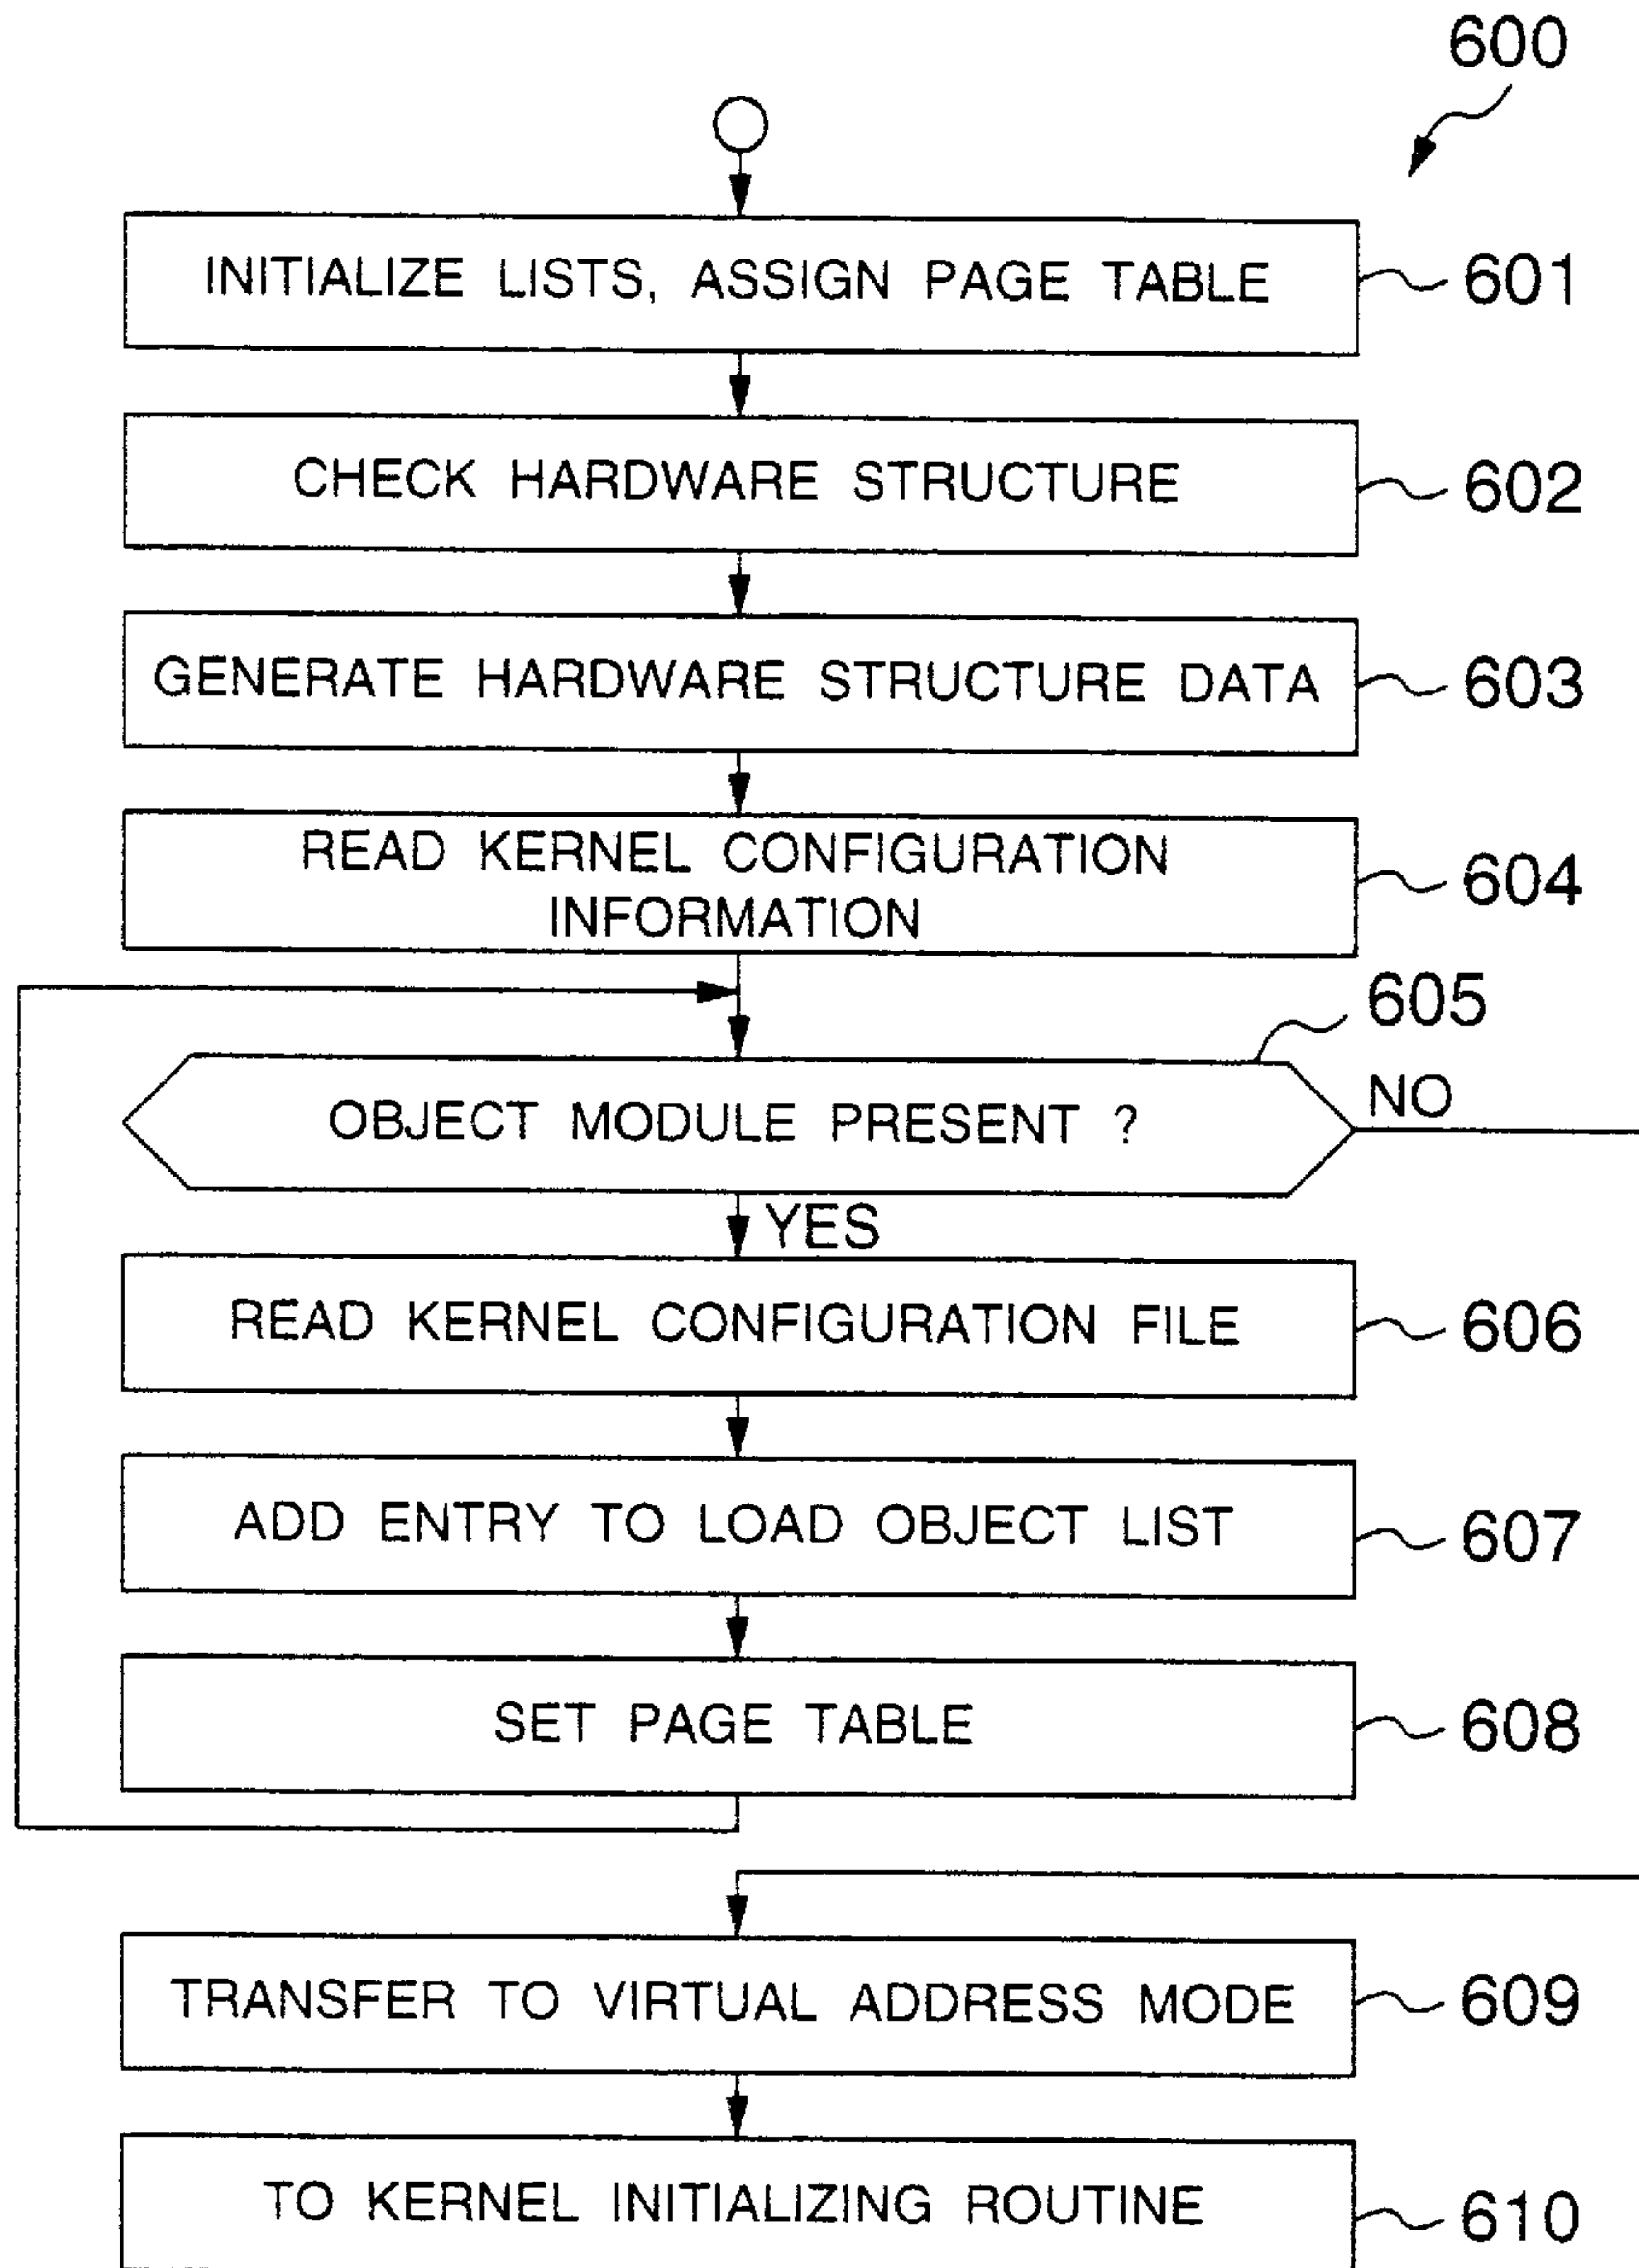 600
INITIALIZE LISTS, ASSIGN PAGE TABLE
601
CHECK HARDWARE STRUCTURE
602
GENERATE HARDWARE STRUCTURE DATA
603
READ KERNEL CONFIGURATION
INFORMATION
604
605
OBJECT MODULE PRESENT ?
NO
YES
READ KERNEL CONFIGURATION FILE
606
ADD ENTRY TO LOAD OBJECT LIST
607
SET PAGE TABLE
608
TRANSFER TO VIRTUAL ADDRESS MODE
609
TO KERNEL INITIALIZING ROUTINE
610